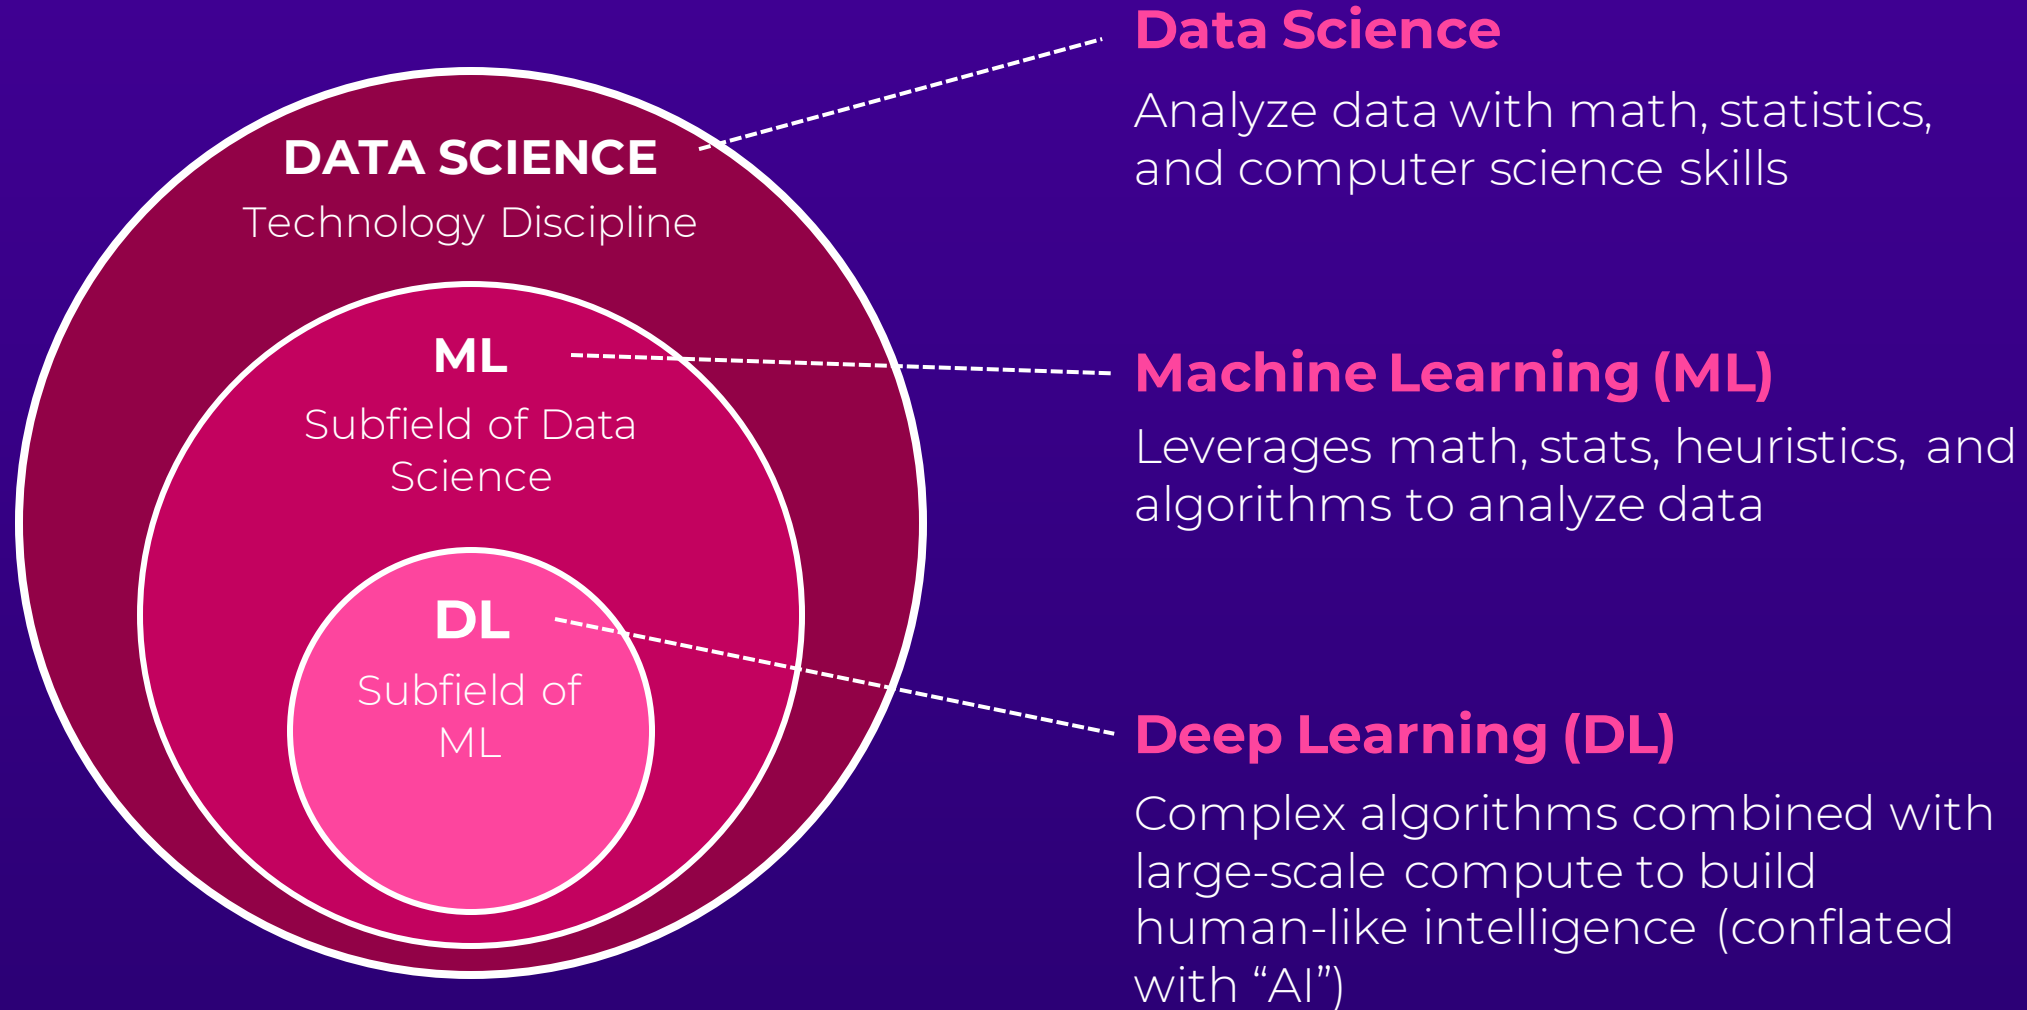 DATA SCIENCE
Technology Discipline
ML
Subfield of Data
Science
DL
Subfield of
ML
Data Science
Analyze data with math, statistics,
and computer science skills
Machine Learning (ML)
Leverages math, stats, heuristics, and
algorithms to analyze data
Deep Learning (DL)
Complex algorithms combined with
large-scale compute to build
human-like intelligence (conflated
with “AI”)